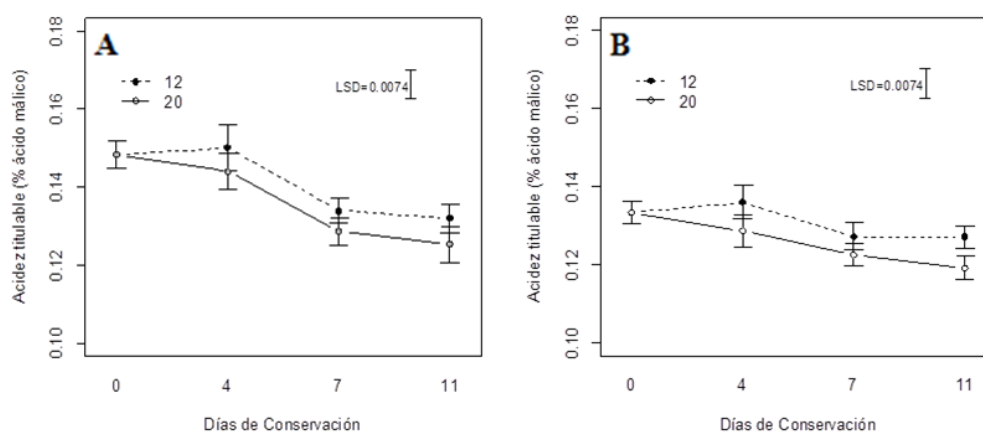 A
12
20
LSD=0.0074
Acidez titulable (% ácido málico)
0.18
0.16
0.14
0.12
0.10
0
4
7
11
Días de Conservación
B
12
20
LSD=0.0074
Acidez titulable (% ácido málico)
0.18
0.16
0.14
0.12
0.10
0
4
7
11
Días de Conservación